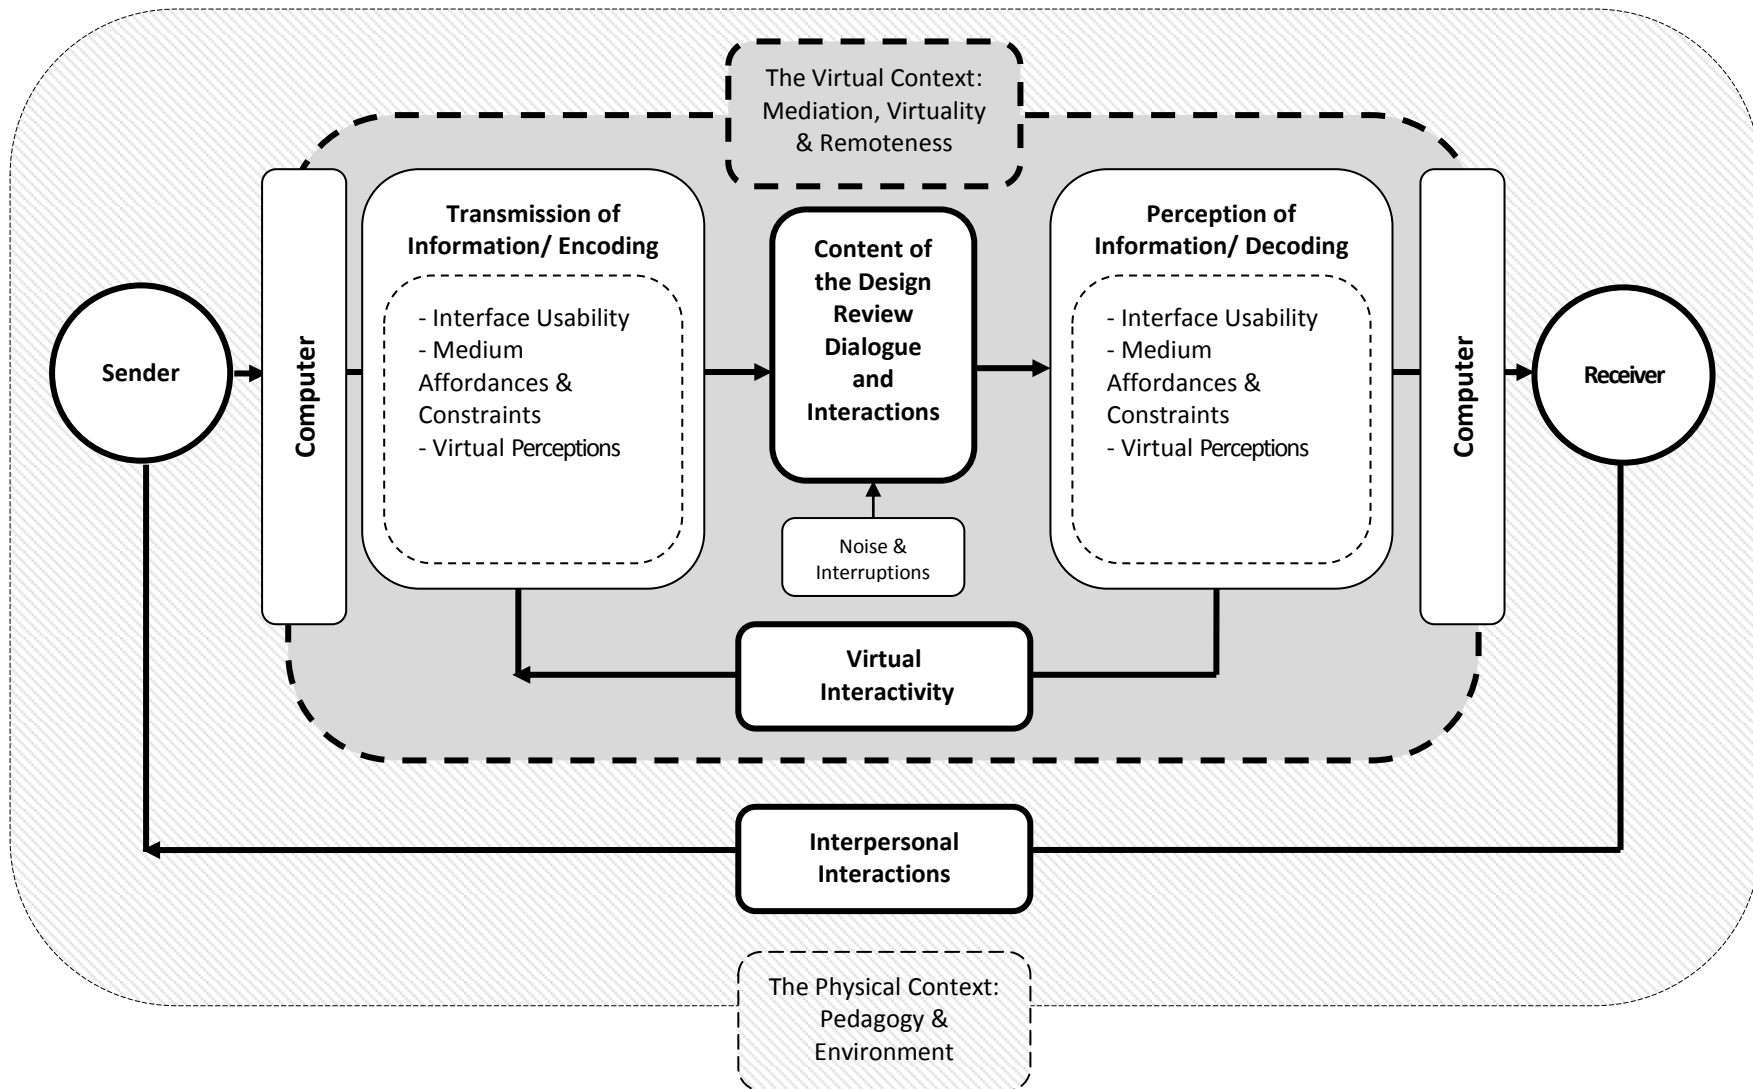 The Virtual Context:
Mediation, Virtuality
& Remoteness
Sender
Computer
Transmission of
Information/ Encoding
- Interface Usability
- Medium
Affordances &
Constraints
- Virtual Perceptions
Content of
the Design
Review
Dialogue
and
Interactions
Noise &
Interruptions
Perception of
Information/ Decoding
- Interface Usability
- Medium
Affordances &
Constraints
- Virtual Perceptions
Computer
Receiver
Virtual
Interactivity
Interpersonal
Interactions
The Physical Context:
Pedagogy &
Environment